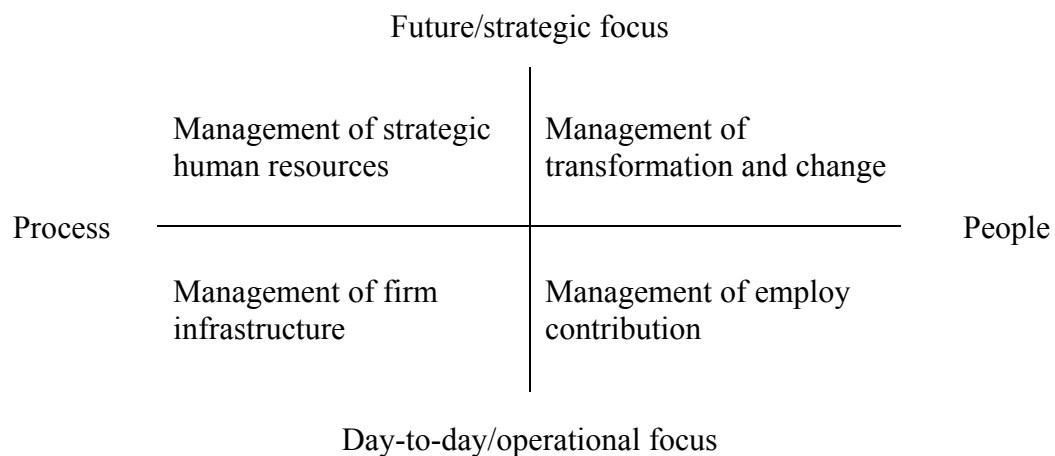 Future/strategic focus
Management of strategic
human resources
Management of
transformation and change
Process
People
Management of firm
infrastructure
Management of employ
contribution
Day-to-day/operational focus